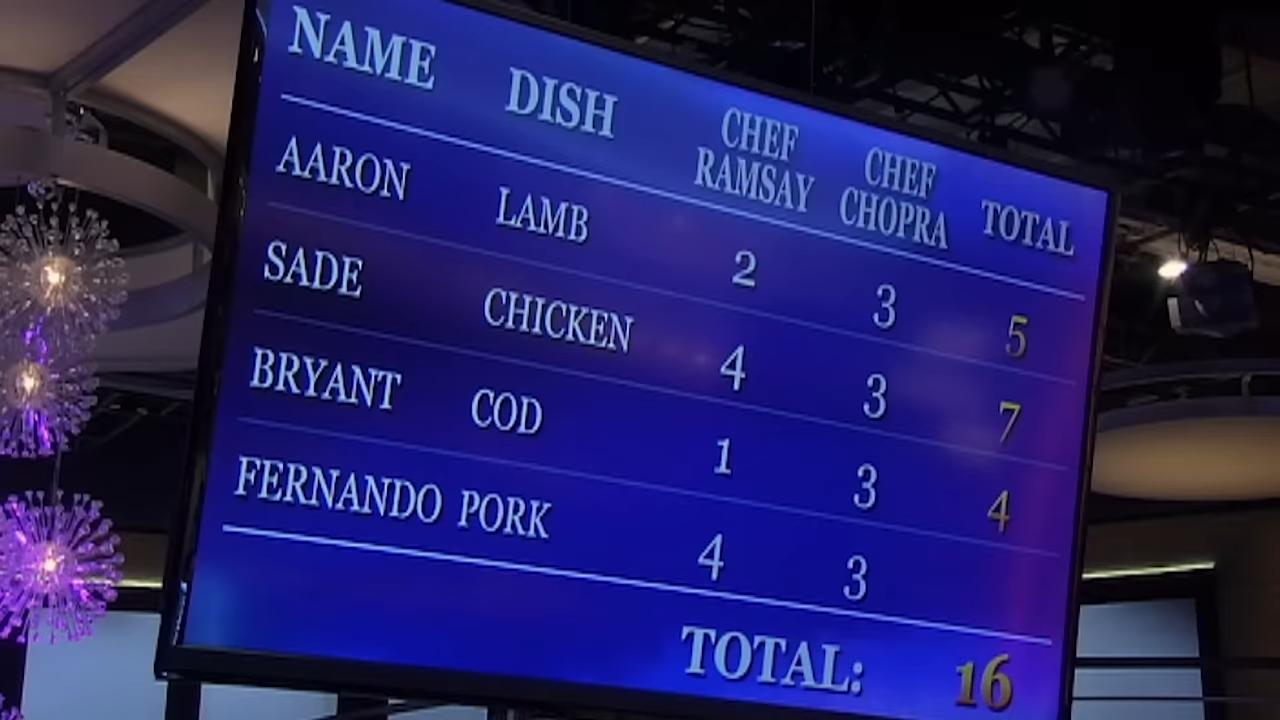 NAME DISH CHEF RAMSAY CHEF CHOPRA TOTAL
AARON LAMB 2 3 5
SADE CHICKEN 4 3 7
BRYANT COD 1 3 4
FERNANDO PORK 4 3
TOTAL: 16